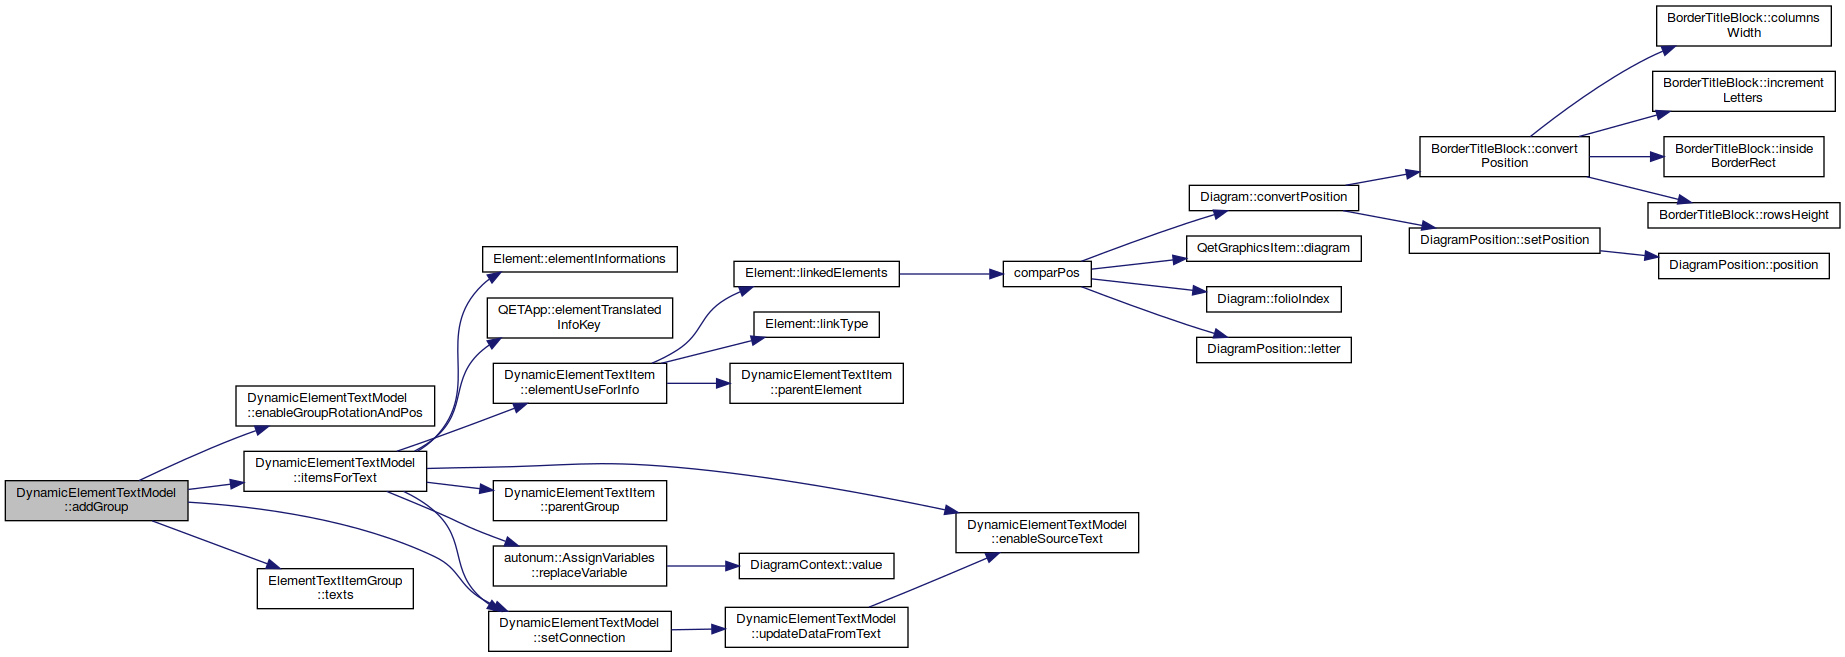 DynamicElementTextModel
::addGroup
DynamicElementTextModel
::enableGroupRotationAndPos
DynamicElementTextModel
::itemsForText
ElementTextItemGroup
::texts
Element::elementInformations
QETApp::elementTranslated
InfoKey
DynamicElementTextItem
::elementUseForInfo
DynamicElementTextItem
::parentGroup
autonum::AssignVariables
::replaceVariable
DynamicElementTextModel
::setConnection
Element::linkedElements
Element::linkType
DynamicElementTextItem
::parentElement
DiagramContext::value
DynamicElementTextModel
::updateDataFromText
DynamicElementTextModel
::enableSourceText
comparPos
Diagram::convertPosition
QetGraphicsItem::diagram
Diagram::folioIndex
DiagramPosition::letter
BorderTitleBlock::convert
Position
DiagramPosition::setPosition
BorderTitleBlock::columns
Width
BorderTitleBlock::increment
Letters
BorderTitleBlock::inside
BorderRect
BorderTitleBlock::rowsHeight
DiagramPosition::position